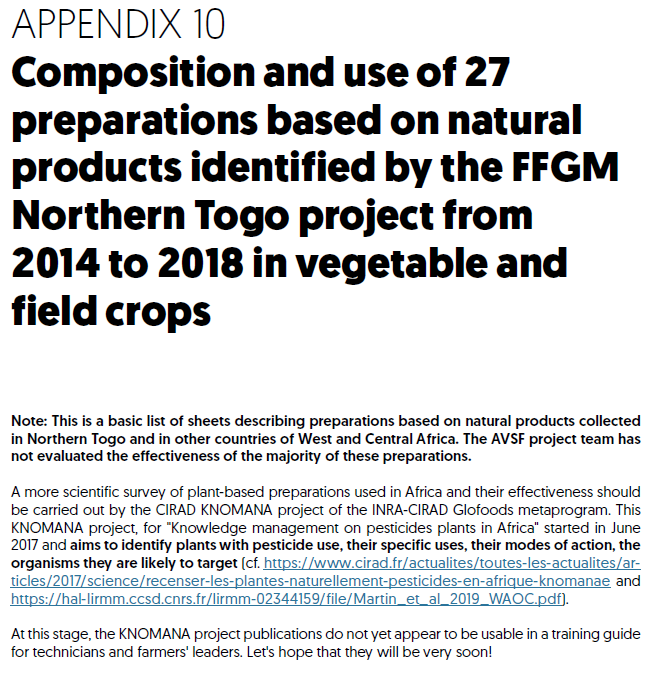 APPENDIX 10
Composition and use of 27
preparations based on natural
products identified by the FFGM
Northern Togo project from
2014 to 2018 in vegetable and
field crops
Note: This is a basic list of sheets describing preparations based on natural products collected
in Northern Togo and in other countries of West and Central Africa. The AVSF project team has
not evaluated the effectiveness of the majority of these preparations.
A more scientific survey of plant-based preparations used in Africa and their effectiveness should
be carried out by the CIRAD KNOMANA project of the INRA-CIRAD Glofoods metaprogram. This
KNOMANA project, for "Knowledge management on pesticides plants in Africa" started in June
2017 and aims to identify plants with pesticide use, their specific uses, their modes of action, the
organisms they are likely to target (cf. https://www.cirad.fr/actualites/toutes-les-actualites/ar-
ticles/2017/science/recenser-les-plantes-naturellement-pesticides-en-afrique-knomanae and
https://hal-lirmm.ccsd.cnrs.fr/lirmm-02344159/file/Martin_et_al_2019_WAOC.pdf).
At this stage, the KNOMANA project publications do not yet appear to be usable in a training guide
for technicians and farmers' leaders. Let's hope that they will be very soon!